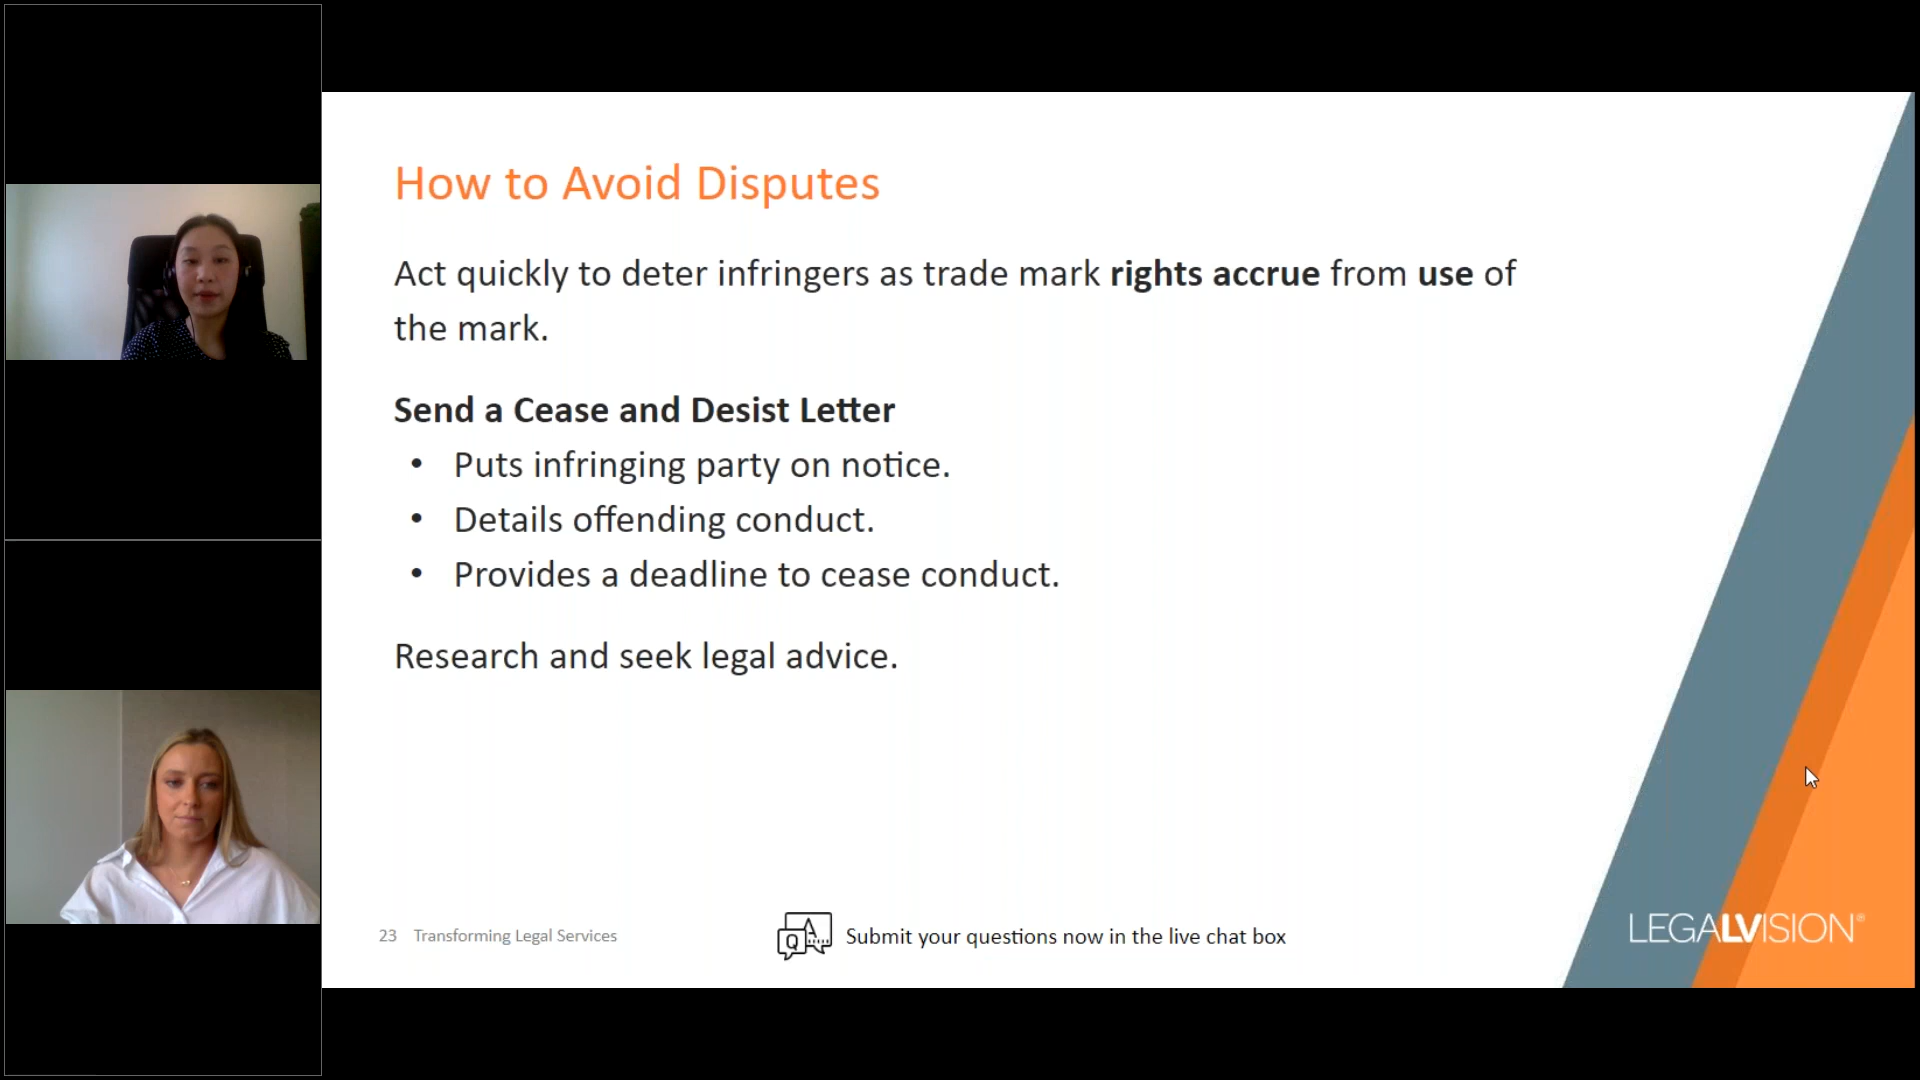 How to Avoid Disputes
Act quickly to deter infringers as trade mark rights accrue from use of
the mark.
Send a Cease and Desist Letter
• Puts infringing party on notice.
• Details offending conduct.
• Provides a deadline to cease conduct.
Research and seek legal advice.
23 Transforming Legal Services
Q A
Submit your questions now in the live chat box
LEGALVISION®